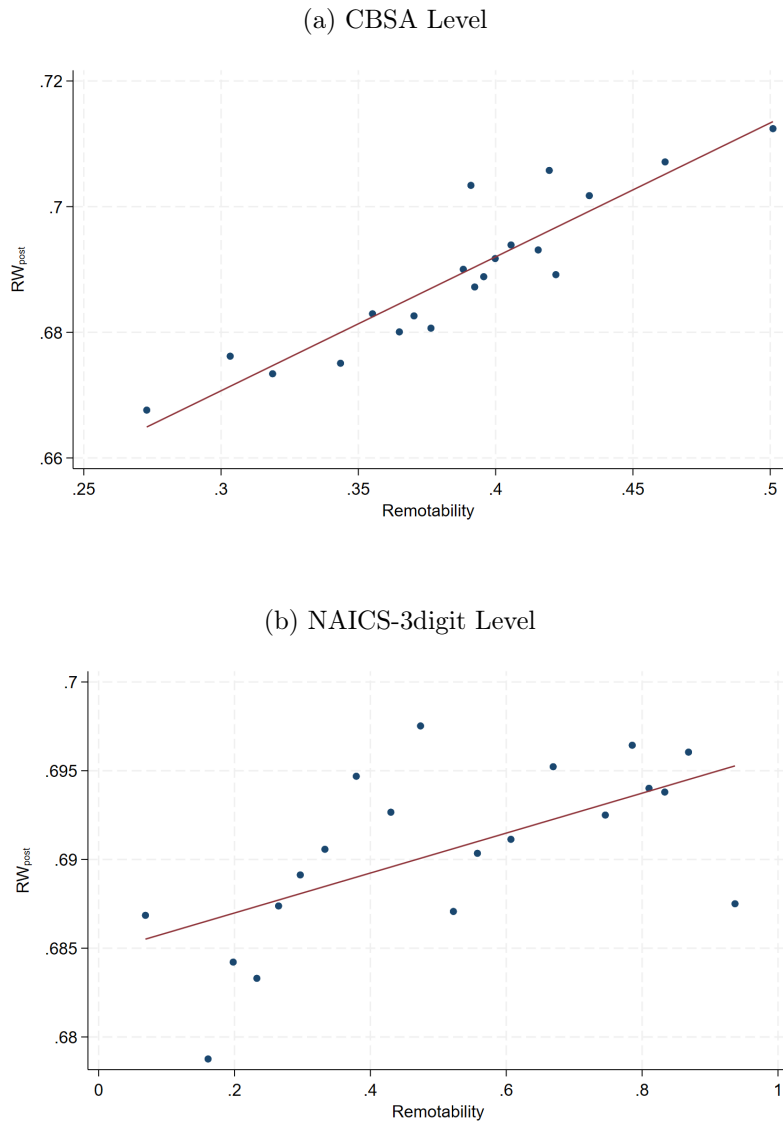 (a) CBSA Level
.72
.7
.68
.66
RWpost
.25 .3 .35 .4 .45 .5
Remotability
(b) NAICS-3digit Level
.7
.695
.69
.685
.68
RWpost
0 .2 .4 .6 .8 1
Remotability